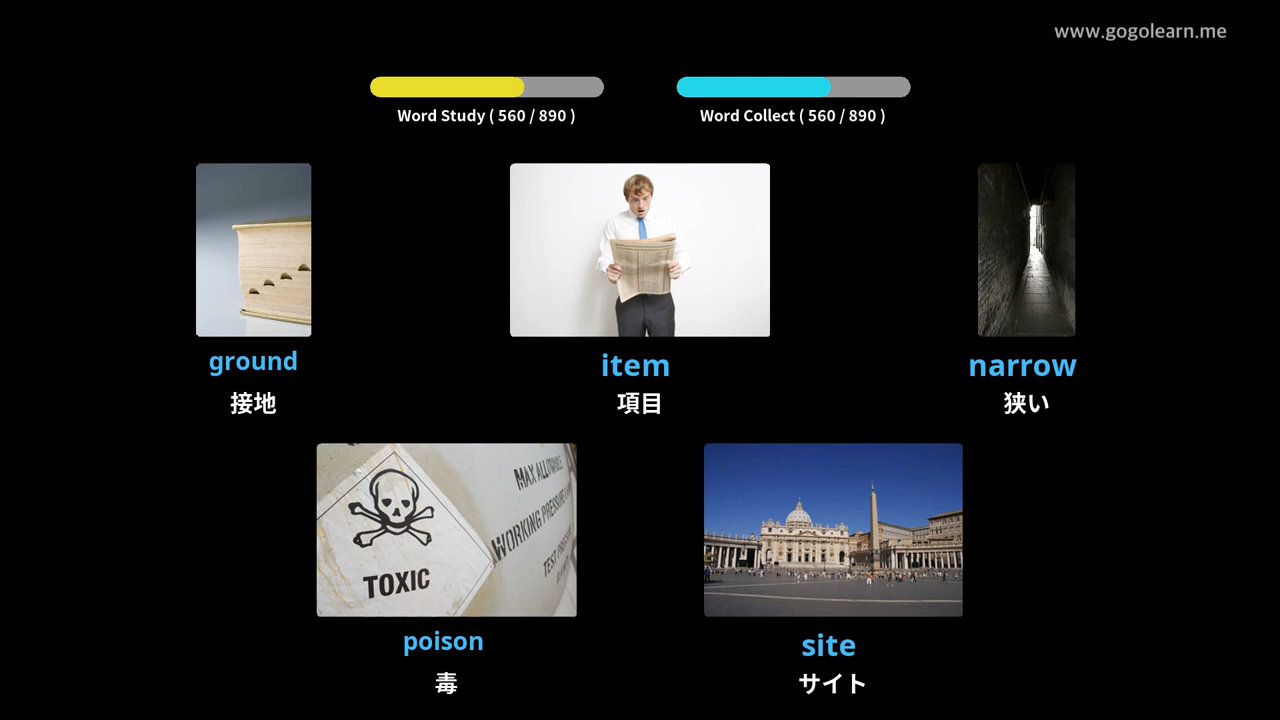 www.gogolearn.me
Word Study ( 560 / 890 )
Word Collect ( 560 / 890 )
ground
接地
item
項目
narrow
狭い
MAX ALLOWABLE
WORKING PRESSURE
TOXIC
poison
毒
site
サイト